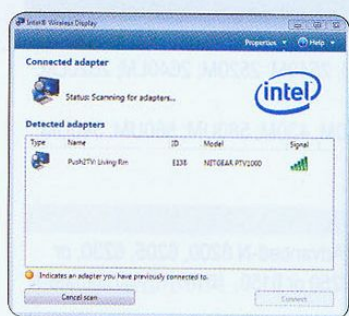 Intel® Wireless Display
Properties Help
Connected adapter
Status: Scanning for adapters...
intel
Detected adapters
Type Name ID Model Signal
Push2TV: Living Rm E138 NETGEAR PTV1000
Indicates an adapter you have previously connected to.
Cancel scan Connect